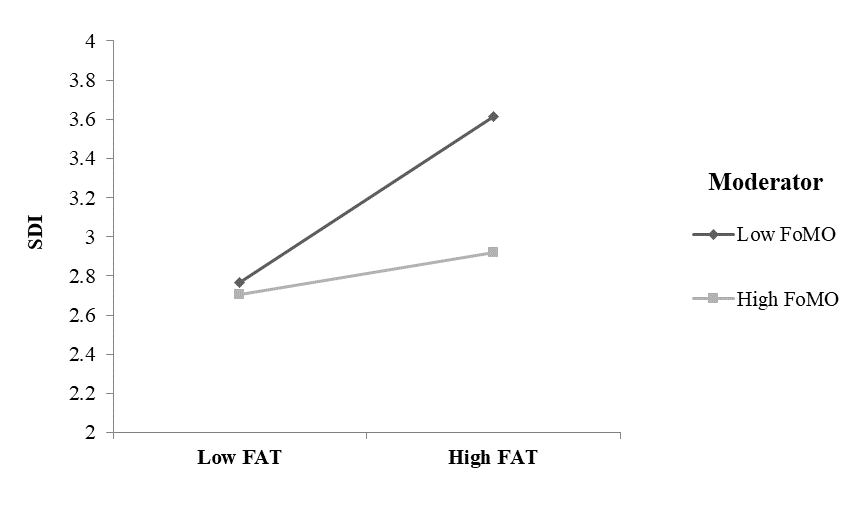 4
3.8
3.6
3.4
3.2
3
2.8
2.6
2.4
2.2
2
SDI
Low FAT
High FAT
Moderator
Low FoMO
High FoMO